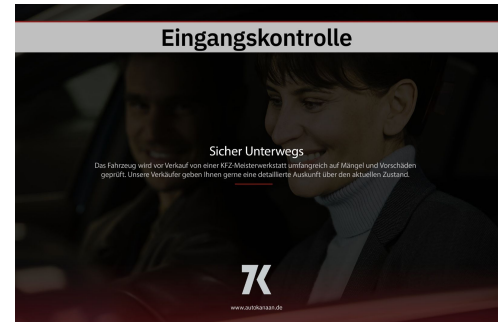 Eingangskontrolle
Sicher Unterwegs
Das Fahrzeug wird vor Verkauf von einer KFZ-Meisterwerkstatt umfangreich auf Mängel und Vorschäden
geprüft. Unsere Verkäufer geben Ihnen gerne eine detaillierte Auskunft über den aktuellen Zustand.
7K
www.autokanaan.de